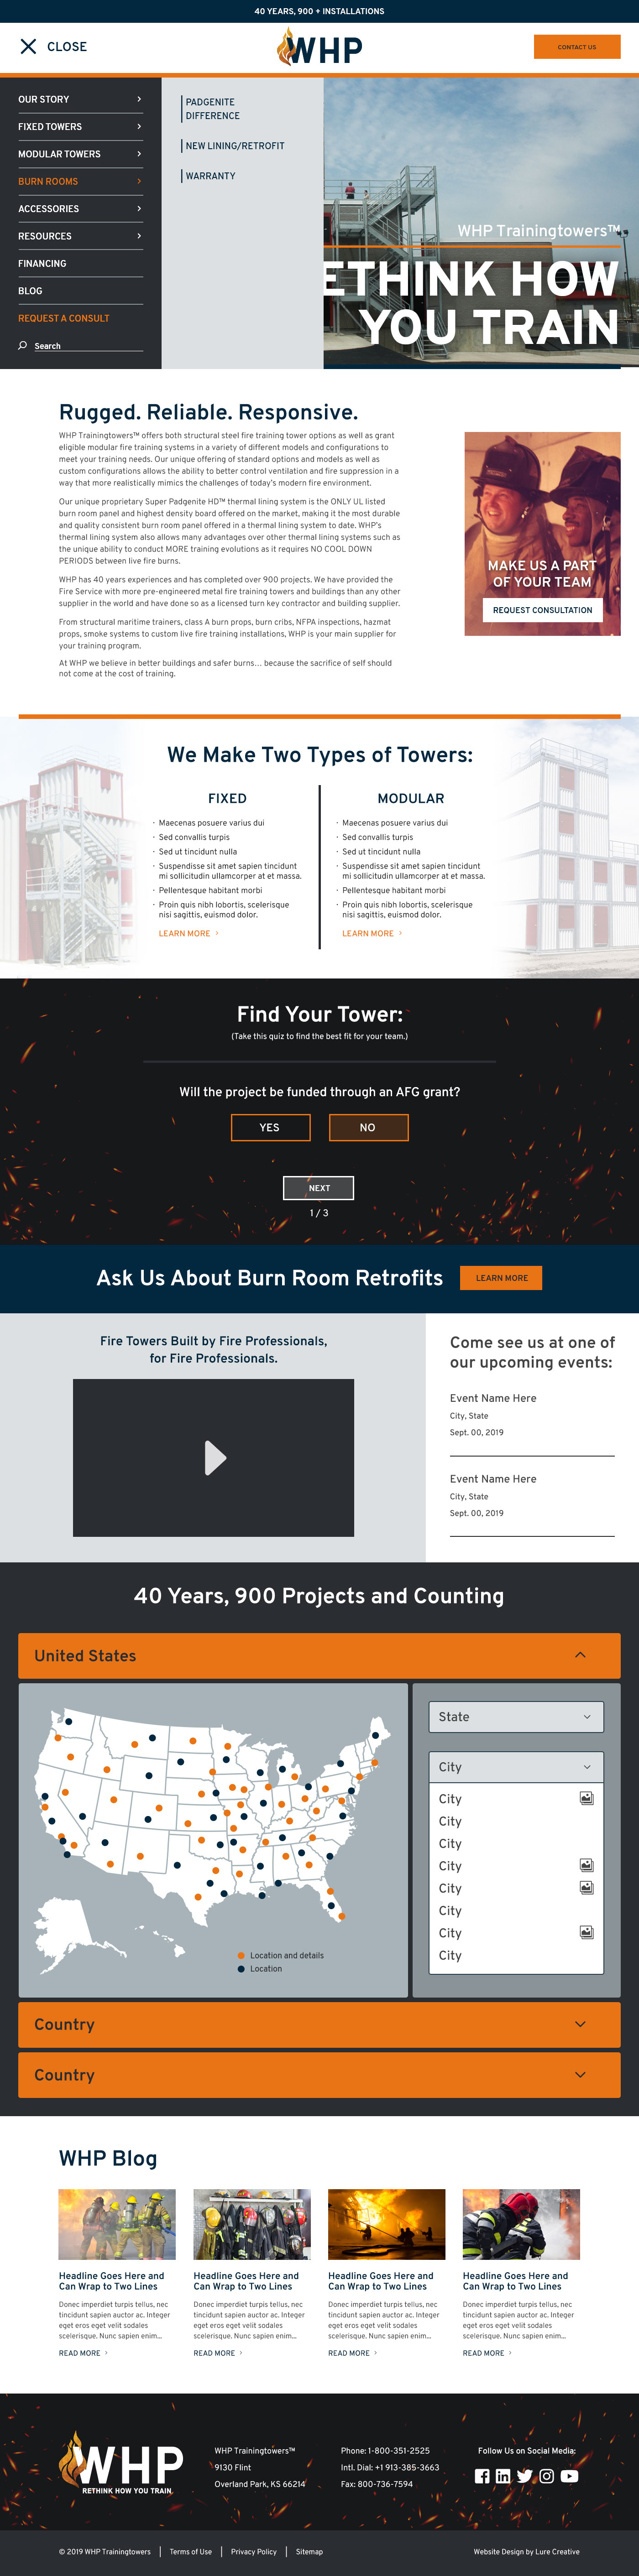 40 YEARS, 900 + INSTALLATIONS
CLOSE
WHP
CONTACT US
OUR STORY
FIXED TOWERS
MODULAR TOWERS
BURN ROOMS
ACCESSORIES
RESOURCES
FINANCING
BLOG
REQUEST A CONSULT
Search
PADGENITE
DIFFERENCE
NEW LINING/RETROFIT
WARRANTY
WHP Trainingtowers™
ETHINK HOW
YOU TRAIN
Rugged. Reliable. Responsive.
WHP Trainingtowers™ offers both structural steel fire training tower options as well as grant
eligible modular fire training systems in a variety of different models and configurations to
meet your training needs. Our unique offering of standard options and models as well as
custom configurations allows the ability to better control ventilation and fire suppression in a
way that more realistically mimics the challenges of today's modern fire environment.
Our unique proprietary Super Padgenite HD™ thermal lining system is the ONLY UL listed
burn room panel and highest density board offered on the market, making it the most durable
and quality consistent burn room panel offered in a thermal lining system to date. WHP's
thermal lining system also allows many advantages over other thermal lining systems such as
the unique ability to conduct MORE training evolutions as it requires NO COOL DOWN
PERIODS between live fire burns.
WHP has 40 years experiences and has completed over 900 projects. We have provided the
Fire Service with more pre-engineered metal fire training towers and buildings than any other
supplier in the world and have done so as a licensed turn key contractor and building supplier.
From structural maritime trainers, class A burn props, burn cribs, NFPA inspections, hazmat
props, smoke systems to custom live fire training installations, WHP is your main supplier for
your training program.
At WHP we believe in better buildings and safer burns... because the sacrifice of self should
not come at the cost of training.
MAKE US A PART
OF YOUR TEAM
REQUEST CONSULTATION
We Make Two Types of Towers:
FIXED
· Maecenas posuere varius dui
· Sed convallis turpis
· Sed ut tincidunt nulla
· Suspendisse sit amet sapien tincidunt
mi sollicitudin ullamcorper at et massa.
· Pellentesque habitant morbi
· Proin quis nibh lobortis, scelerisque
nisi sagittis, euismod dolor.
LEARN MORE
MODULAR
· Maecenas posuere varius dui
· Sed convallis turpis
· Sed ut tincidunt nulla
· Suspendisse sit amet sapien tincidunt
mi sollicitudin ullamcorper at et massa.
· Pellentesque habitant morbi
· Proin quis nibh lobortis, scelerisque
nisi sagittis, euismod dolor.
LEARN MORE
Find Your Tower:
(Take this quiz to find the best fit for your team.)
Will the project be funded through an AFG grant?
YES
NO
NEXT
1 / 3
Ask Us About Burn Room Retrofits
LEARN MORE
Fire Towers Built by Fire Professionals,
for Fire Professionals.
Come see us at one of
our upcoming events:
Event Name Here
City, State
Sept. 00, 2019
Event Name Here
City, State
Sept. 00, 2019
40 Years, 900 Projects and Counting
United States
Location and details
Location
State
City
City
City
City
City
City
City
City
City
Country
Country
WHP Blog
Headline Goes Here and
Can Wrap to Two Lines
Donec imperdiet turpis tellus, nec
tincidunt sapien auctor ac. Integer
eget eros eget velit sodales
scelerisque. Nunc sapien enim...
READ MORE
Headline Goes Here and
Can Wrap to Two Lines
Donec imperdiet turpis tellus, nec
tincidunt sapien auctor ac. Integer
eget eros eget velit sodales
scelerisque. Nunc sapien enim...
READ MORE
Headline Goes Here and
Can Wrap to Two Lines
Donec imperdiet turpis tellus, nec
tincidunt sapien auctor ac. Integer
eget eros eget velit sodales
scelerisque. Nunc sapien enim...
READ MORE
Headline Goes Here and
Can Wrap to Two Lines
Donec imperdiet turpis tellus, nec
tincidunt sapien auctor ac. Integer
eget eros eget velit sodales
scelerisque. Nunc sapien enim...
READ MORE
WHP
RETHINK HOW YOU TRAIN
WHP Trainingtowers™
9130 Flint
Overland Park, KS 66214
Phone: 1-800-351-2525
Intl. Dial: +1 913-385-3663
Fax: 800-736-7594
Follow Us on Social Media:
© 2019 WHP Trainingtowers
Terms of Use
Privacy Policy
Sitemap
Website Design by Lure Creative